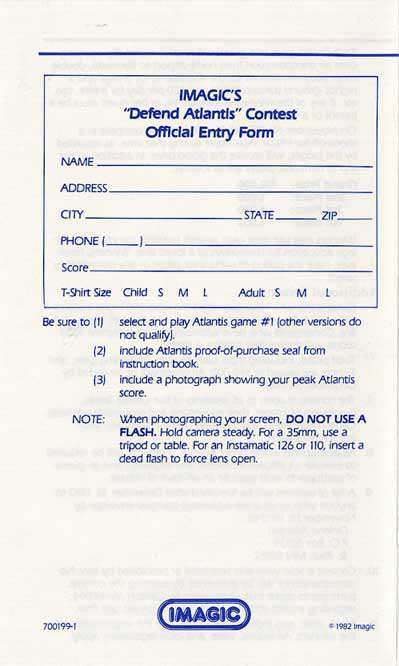 IMAGIC'S
"Defend Atlantis" Contest
Official Entry Form
NAME
ADDRESS
CITY STATE ZIP
PHONE ( )
Score
T-Shirt Size Child S M L Adult S M L
Be sure to (1) select and play Atlantis game #1 (other versions do
not qualify).
(2) include Atlantis proof-of-purchase seal from
instruction book.
(3) include a photograph showing your peak Atlantis
score.
NOTE: When photographing your screen, DO NOT USE A
FLASH. Hold camera steady. For a 35mm, use a
tripod or table. For an Instamatic 126 or 110, insert a
dead flash to force lens open.
IMAGIC
700199-1 © 1982 Imagic